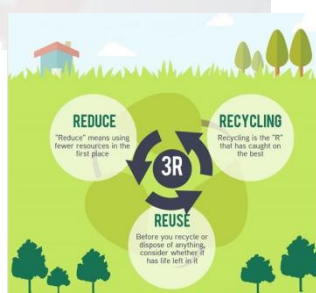 REDUCE
"Reduce" means using
fewer resources in the
first place
RECYCLING
Recycling is the "R"
that has caught on
the best
3R
REUSE
Before you recycle or
dispose of anything,
consider whether it
has life left in it